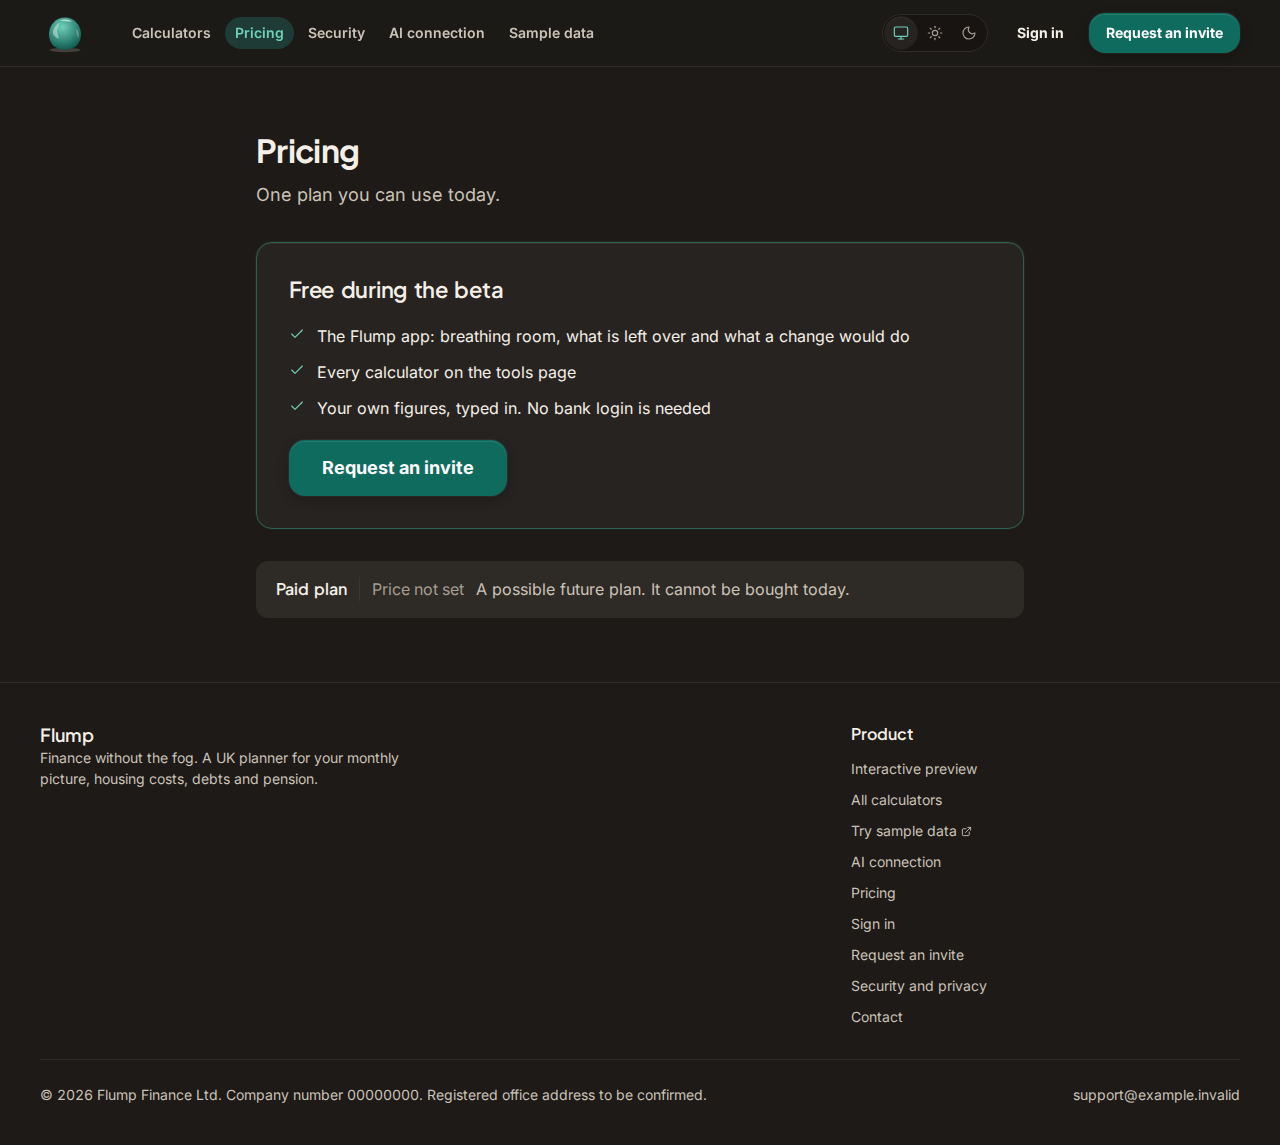 Calculators
Pricing
Security
AI connection
Sample data
Sign in
Request an invite
Pricing
One plan you can use today.
Free during the beta
The Flump app: breathing room, what is left over and what a change would do
Every calculator on the tools page
Your own figures, typed in. No bank login is needed
Request an invite
Paid plan
Price not set
A possible future plan. It cannot be bought today.
Flump
Finance without the fog. A UK planner for your monthly
picture, housing costs, debts and pension.
Product
Interactive preview
All calculators
Try sample data
AI connection
Pricing
Sign in
Request an invite
Security and privacy
Contact
© 2026 Flump Finance Ltd. Company number 00000000. Registered office address to be confirmed.
support@example.invalid